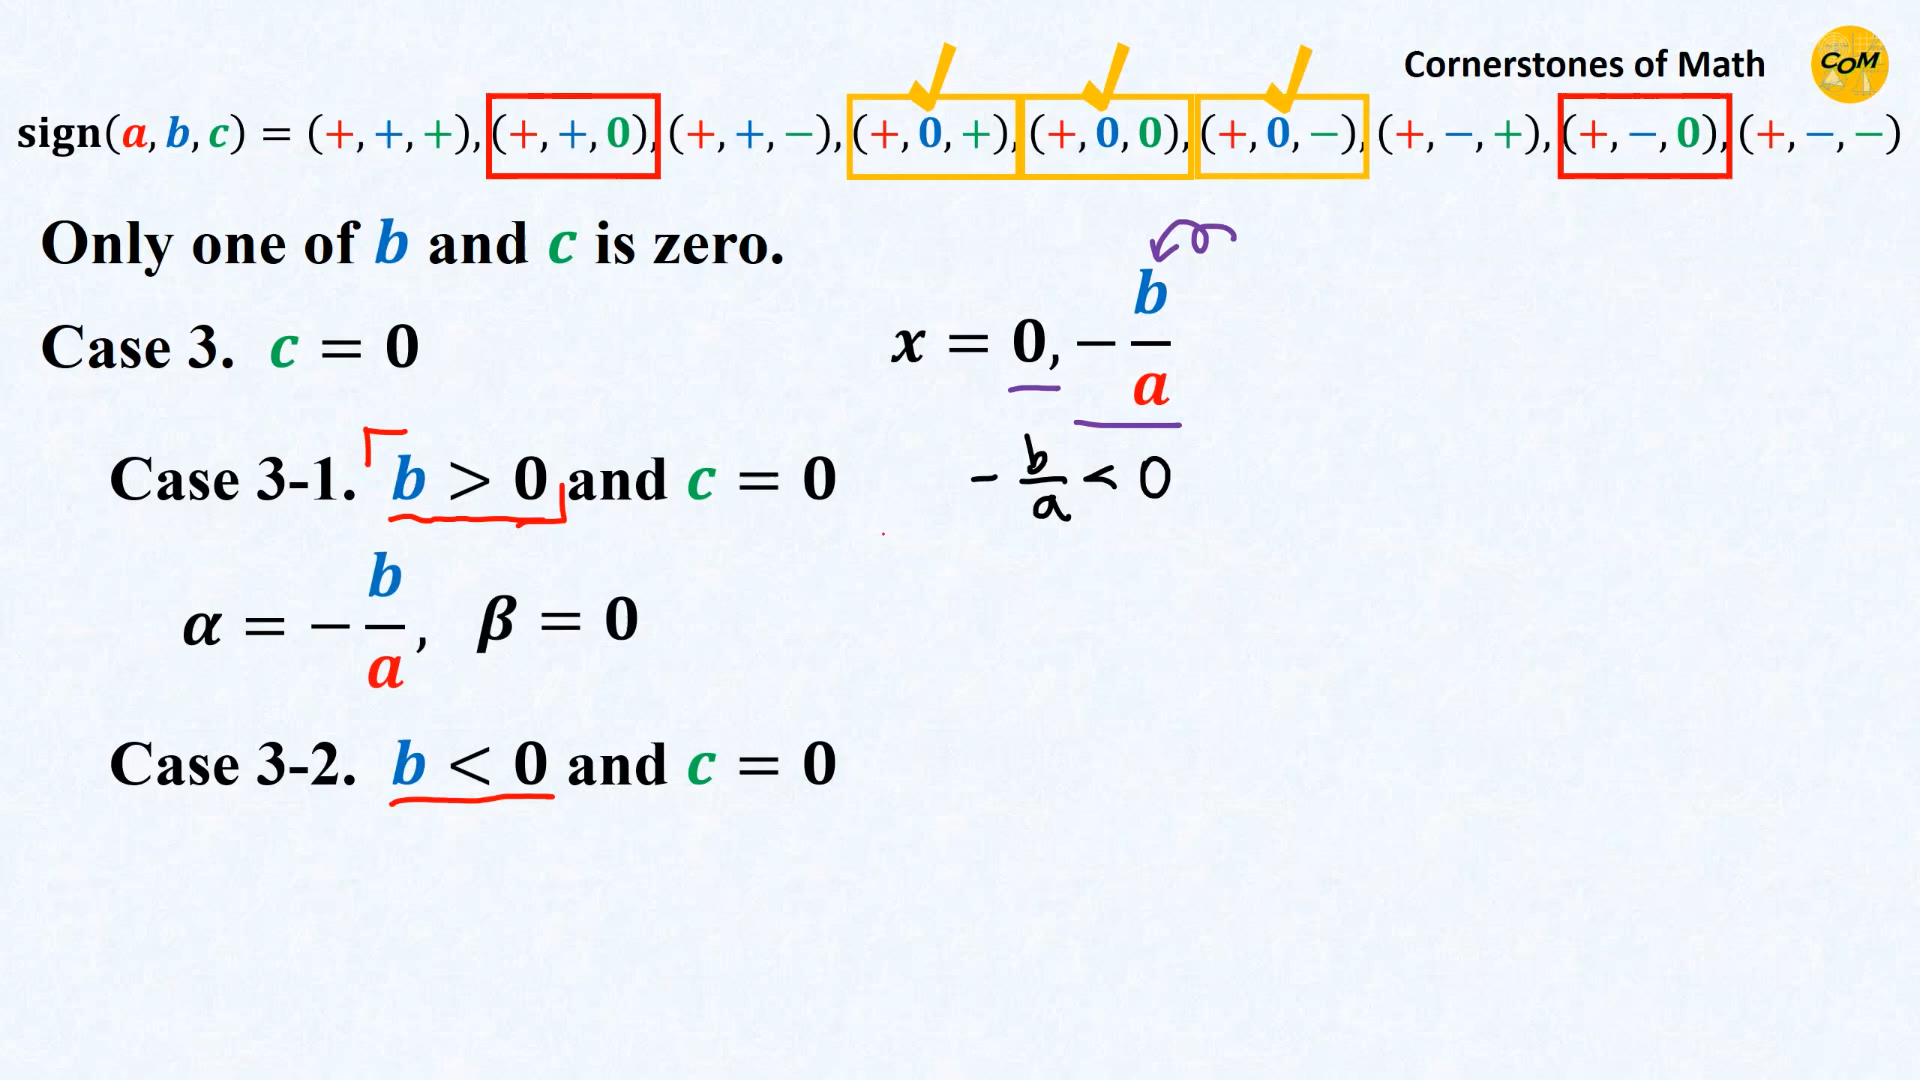 Cornerstones of Math
CoM
sign(a, b, c) = (+, +, +), (+, +, 0), (+, +, −), (+, 0, +), (+, 0, 0), (+, 0, −), (+, −, +), (+, −, 0), (+, −, −)
Only one of b and c is zero.
Case 3. c = 0
x = 0, −b/a
Case 3-1. b > 0 and c = 0
−b/a < 0
α = −b/a, β = 0
Case 3-2. b < 0 and c = 0